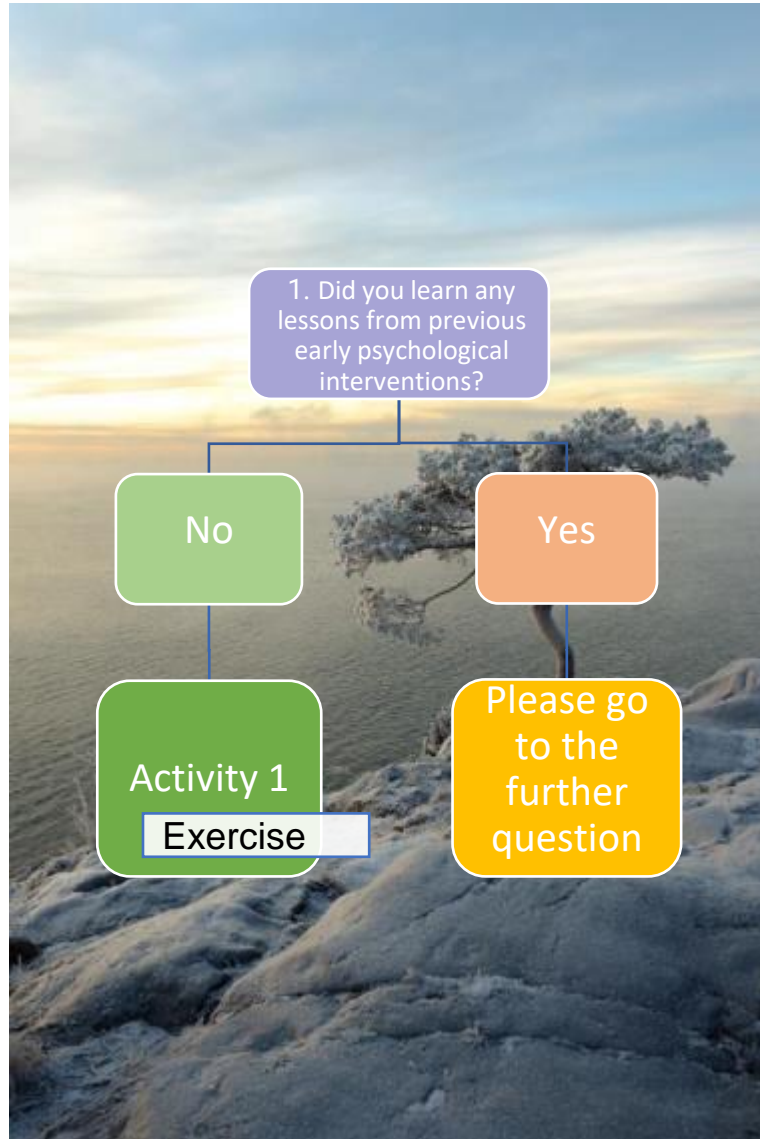 1. Did you learn any
lessons from previous
early psychological
interventions?
No
Yes
Activity 1
Exercise
Please go
to the
further
question